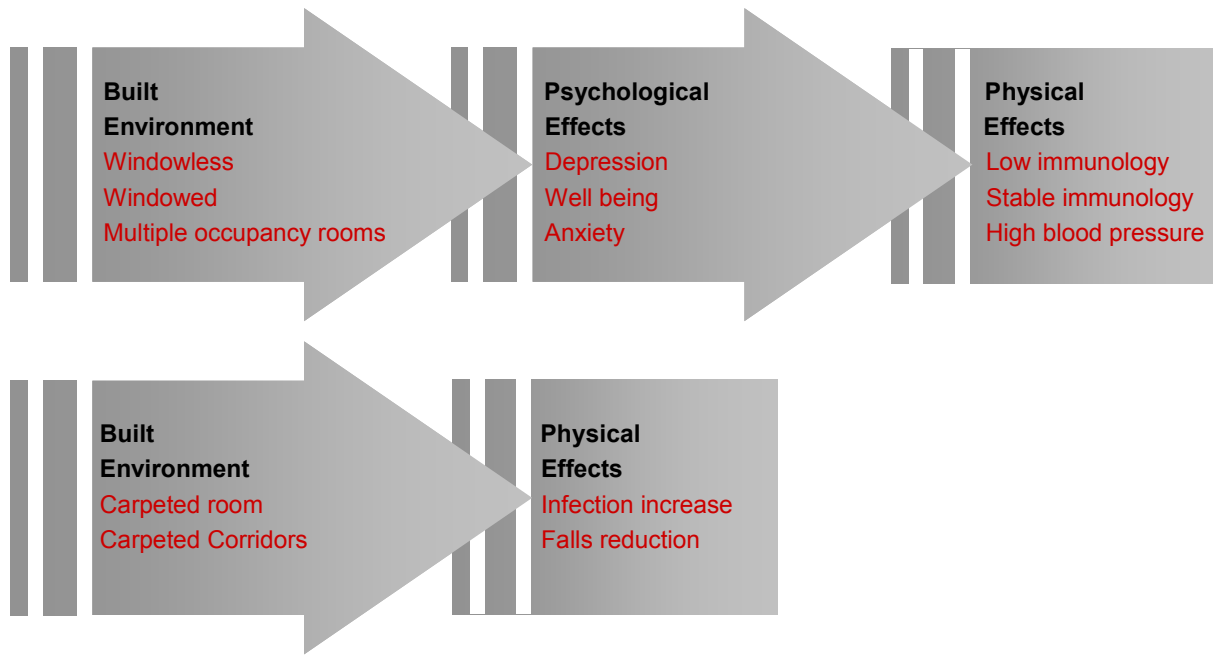 Built
Environment
Windowless
Windowed
Multiple occupancy rooms
Psychological
Effects
Depression
Well being
Anxiety
Physical
Effects
Low immunology
Stable immunology
High blood pressure
Built
Environment
Carpeted room
Carpeted Corridors
Physical
Effects
Infection increase
Falls reduction